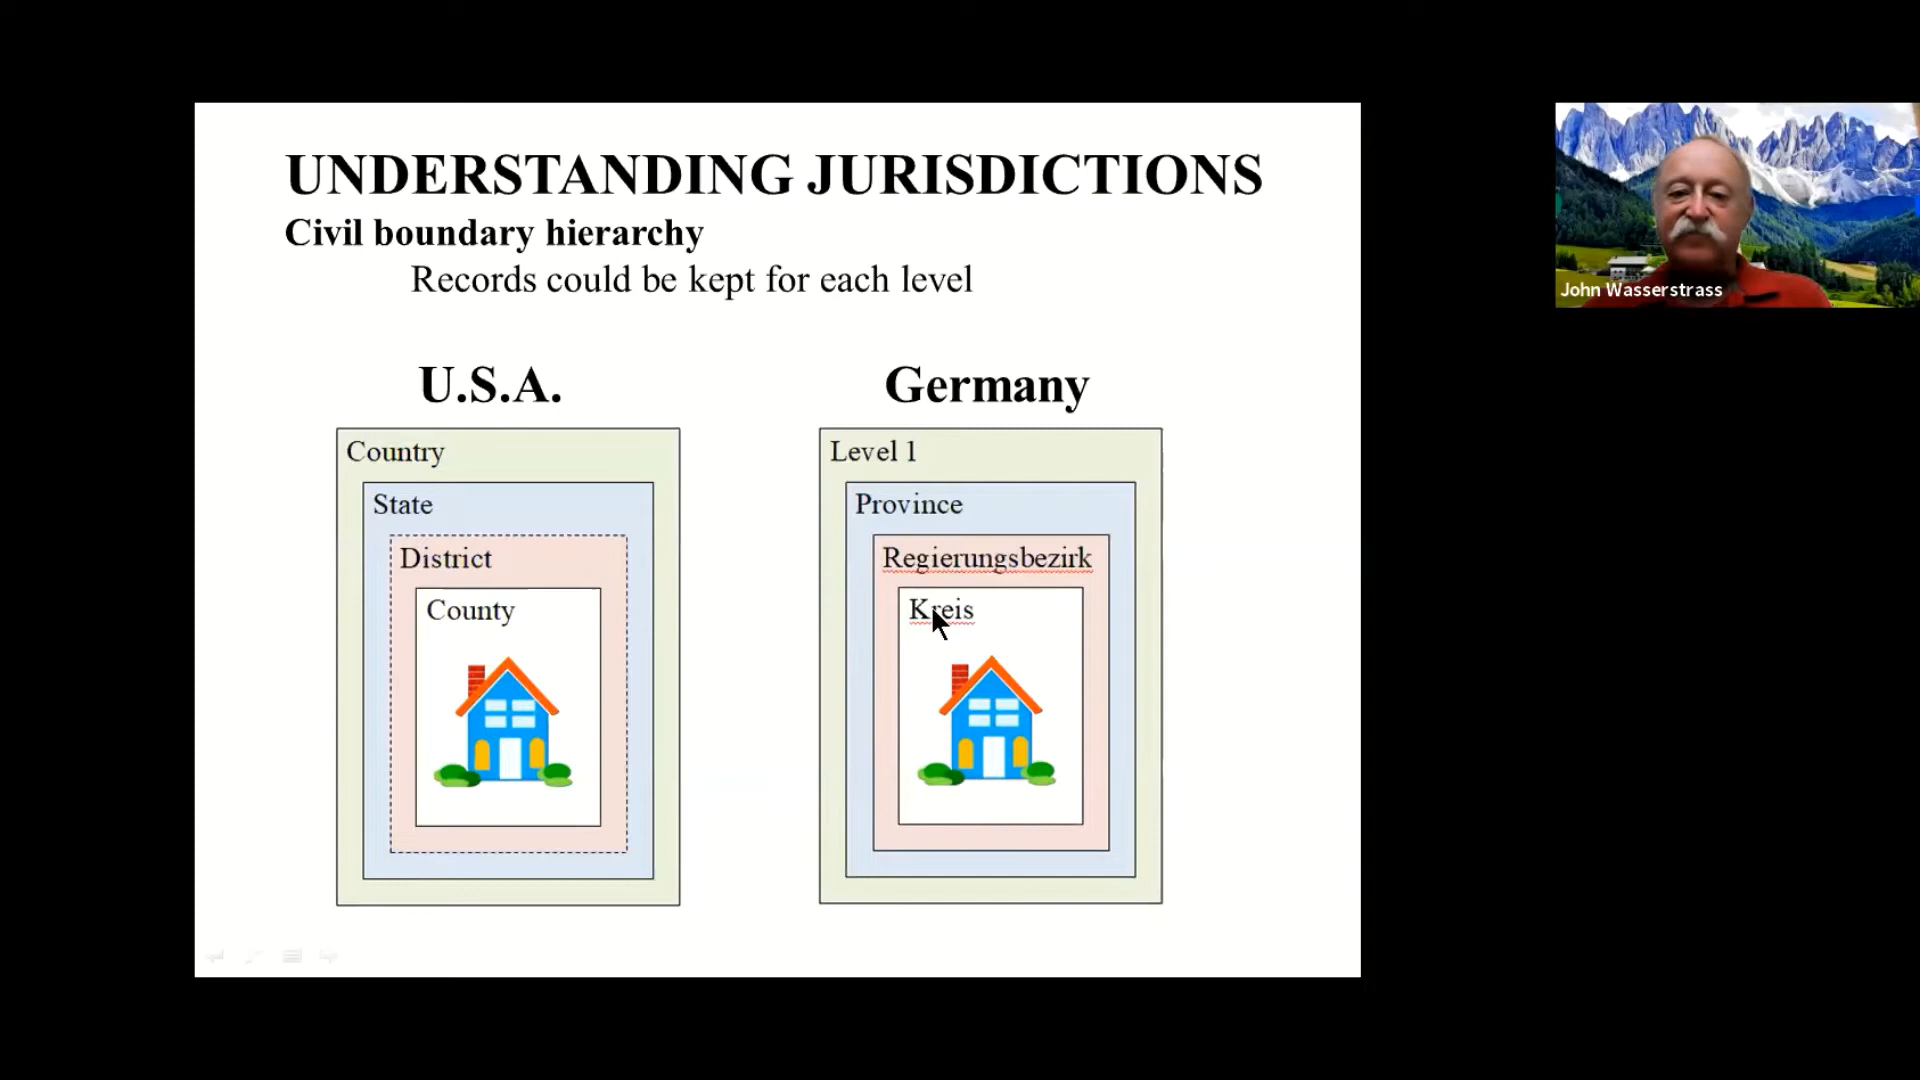 UNDERSTANDING JURISDICTIONS
Civil boundary hierarchy
Records could be kept for each level
U.S.A.
Germany
Country
State
District
County
Level 1
Province
Regierungsbezirk
Kreis
John Wasserstrass